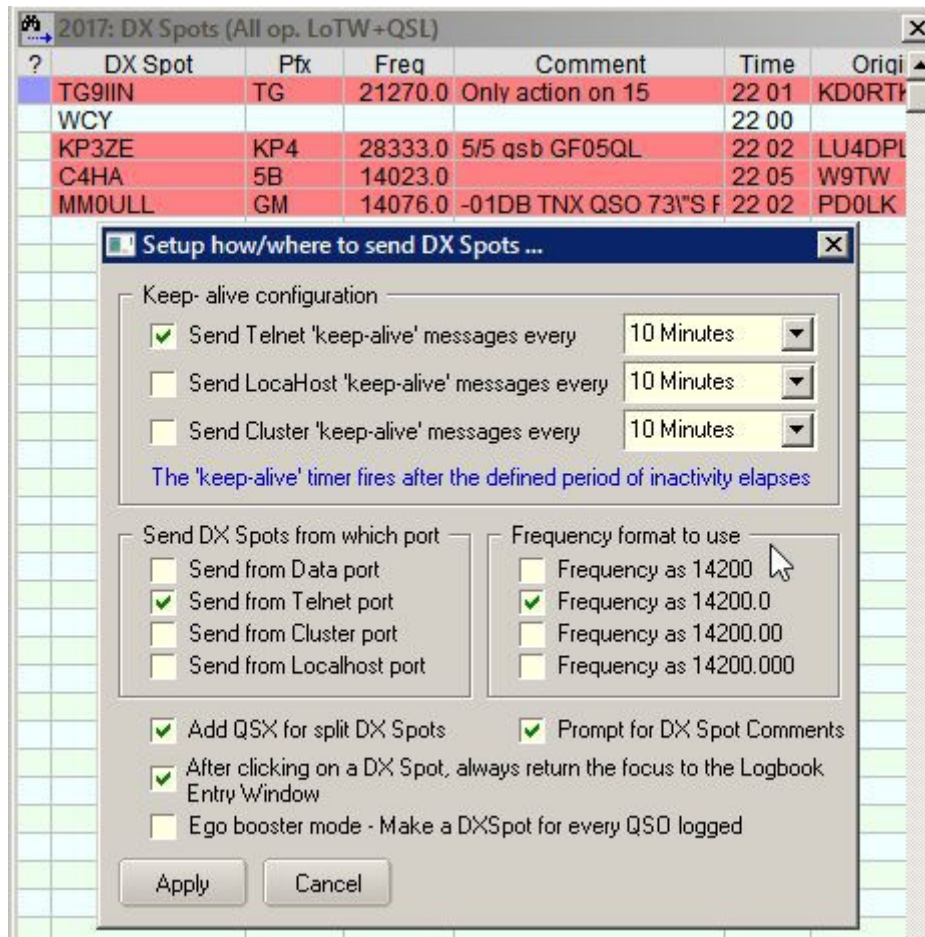 2017: DX Spots (All op. LoTW+QSL)
? DX Spot Pfx Freq Comment Time Origi
TG9IIN TG 21270.0 Only action on 15 22 01 KD0RTK
WCY 22 00
KP3ZE KP4 28333.0 5/5 qsb GF05QL 22 02 LU4DPL
C4HA 5B 14023.0 22 05 W9TW
MM0ULL GM 14076.0 -01DB TNX QSO 73\"S F 22 02 PD0LK
Setup how/where to send DX Spots ...
Keep- alive configuration
Send Telnet 'keep-alive' messages every 10 Minutes
Send LocaHost 'keep-alive' messages every 10 Minutes
Send Cluster 'keep-alive' messages every 10 Minutes
The 'keep-alive' timer fires after the defined period of inactivity elapses
Send DX Spots from which port
Send from Data port
Send from Telnet port
Send from Cluster port
Send from Localhost port
Frequency format to use
Frequency as 14200
Frequency as 14200.0
Frequency as 14200.00
Frequency as 14200.000
Add QSX for split DX Spots
Prompt for DX Spot Comments
After clicking on a DX Spot, always return the focus to the Logbook
Entry Window
Ego booster mode - Make a DXSpot for every QSO logged
Apply Cancel